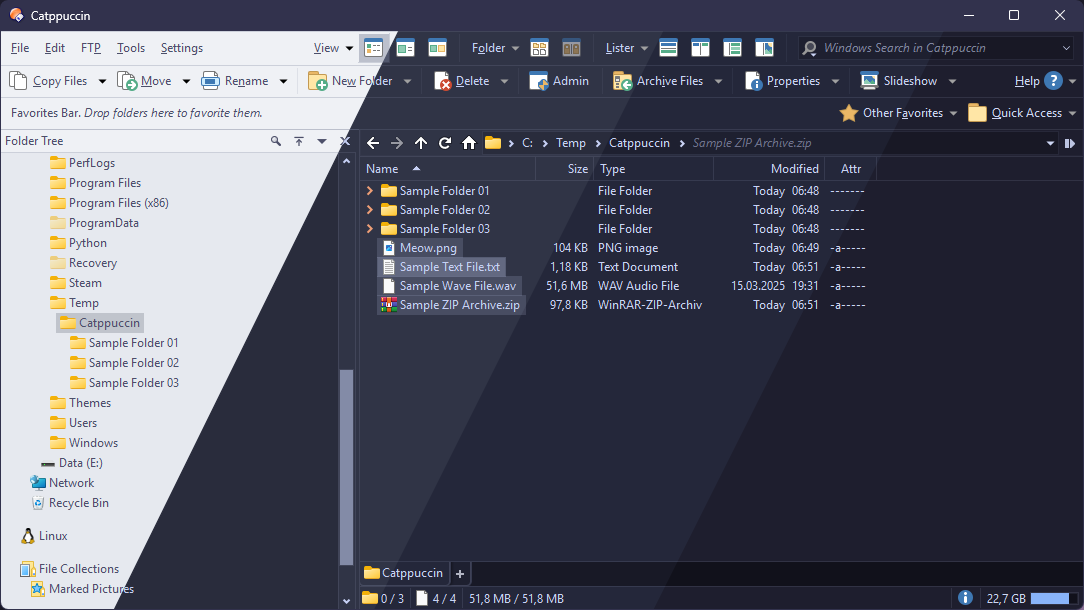 Catppuccin
File Edit FTP Tools Settings View Folder Lister Windows Search in Catppuccin
Copy Files Move Rename New Folder Delete Admin Archive Files Properties Slideshow Help
Favorites Bar. Drop folders here to favorite them. Other Favorites Quick Access
Folder Tree
C: Temp Catppuccin Sample ZIP Archive.zip
PerfLogs
Program Files
Program Files (x86)
ProgramData
Python
Recovery
Steam
Temp
Catppuccin
Sample Folder 01
Sample Folder 02
Sample Folder 03
Themes
Users
Windows
Data (E:)
Network
Recycle Bin
Linux
File Collections
Marked Pictures
Name Size Type Modified Attr
Sample Folder 01 File Folder Today 06:48 -------
Sample Folder 02 File Folder Today 06:48 -------
Sample Folder 03 File Folder Today 06:48 -------
Meow.png 104 KB PNG image Today 06:49 -a-----
Sample Text File.txt 1,18 KB Text Document Today 06:51 -a-----
Sample Wave File.wav 51,6 MB WAV Audio File 15.03.2025 19:31 -a-----
Sample ZIP Archive.zip 97,8 KB WinRAR-ZIP-Archiv Today 06:51 -a-----
Catppuccin +
0 / 3 4 / 4 51,8 MB / 51,8 MB 22,7 GB